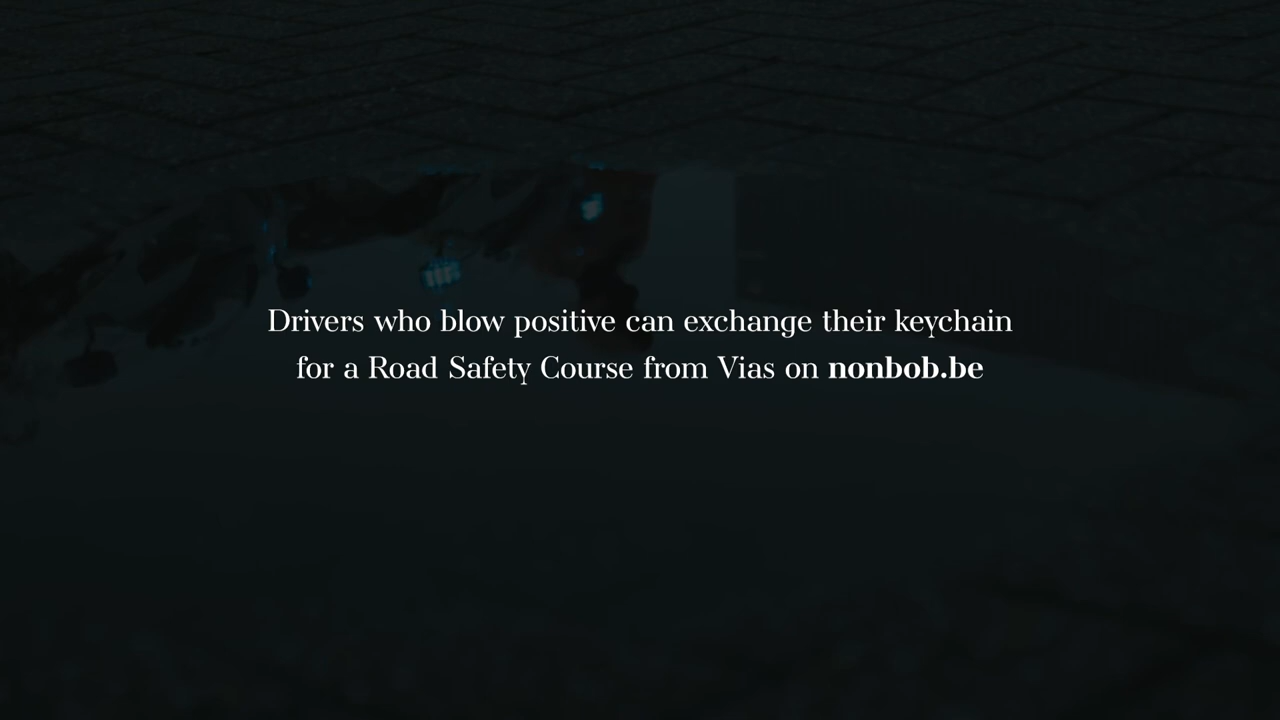 Drivers who blow positive can exchange their keychain
for a Road Safety Course from Vias on nonbob.be